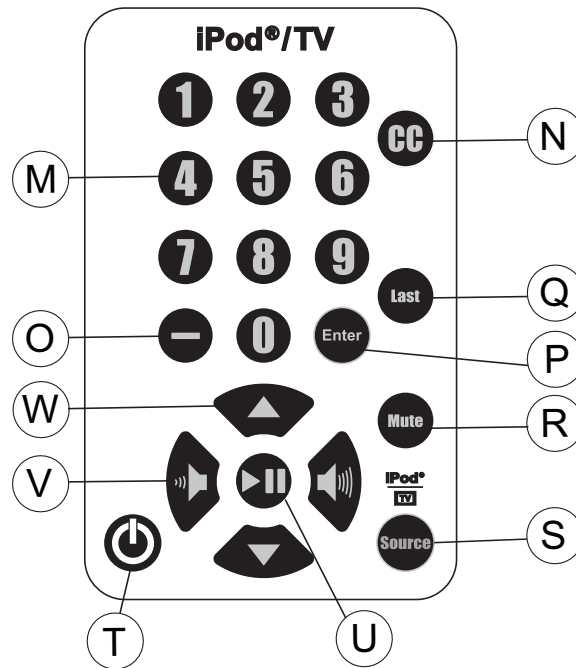 iPod®/TV
1 2 3
CC
N
M
4 5 6
7 8 9
Last
Q
O
–
0
Enter
P
W
Mute
R
V
iPod®
TV
Source
S
T
U